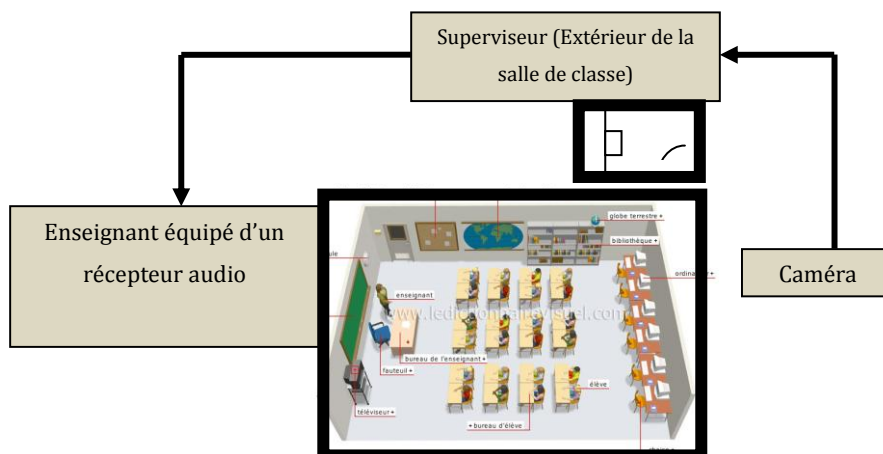 Superviseur (Extérieur de la
salle de classe)
Enseignant équipé d’un
récepteur audio
Caméra
globe terrestre +
bibliothèque +
enseignant
bureau de l'enseignant +
fauteuil +
élève
téléviseur +
+ bureau d'élève